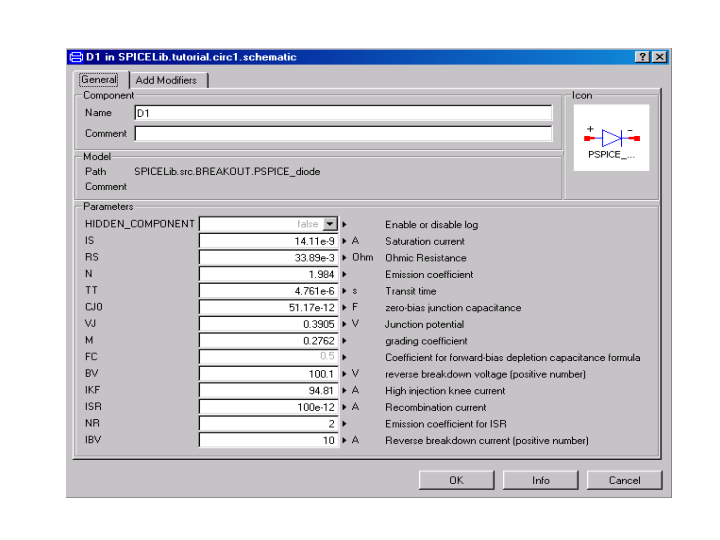 D1 in SPICELib.tutorial.circ1.schematic
General Add Modifiers
Component
Name D1
Comment
Icon
+ -
PSPICE_...
Model
Path SPICELib.src.BREAKOUT.PSPICE_diode
Comment
Parameters
HIDDEN_COMPONENT false Enable or disable log
IS 14.11e-9 A Saturation current
RS 33.89e-3 Ohm Ohmic Resistance
N 1.984 Emission coefficient
TT 4.761e-6 s Transit time
CJ0 51.17e-12 F zero-bias junction capacitance
VJ 0.3905 V Junction potential
M 0.2762 grading coefficient
FC 0.5 Coefficient for forward-bias depletion capacitance formula
BV 100.1 V reverse breakdown voltage (positive number)
IKF 94.81 A High injection knee current
ISR 100e-12 A Recombination current
NR 2 Emission coefficient for ISR
IBV 10 A Reverse breakdown current (positive number)
OK Info Cancel